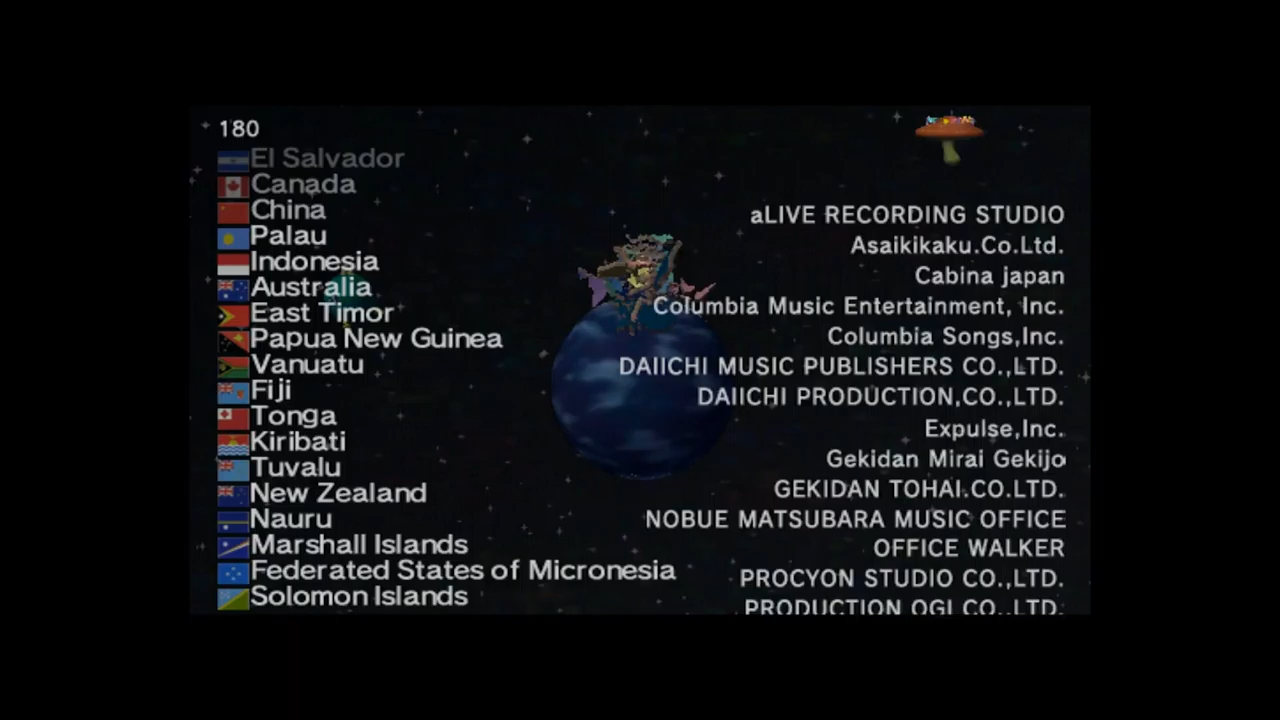 180
El Salvador
Canada
China
Palau
Indonesia
Australia
East Timor
Papua New Guinea
Vanuatu
Fiji
Tonga
Kiribati
Tuvalu
New Zealand
Nauru
Marshall Islands
Federated States of Micronesia
Solomon Islands
aLIVE RECORDING STUDIO
Asaikikaku.Co.Ltd.
Cabina japan
Columbia Music Entertainment, Inc.
Columbia Songs,Inc.
DAIICHI MUSIC PUBLISHERS CO.,LTD.
DAIICHI PRODUCTION,CO.,LTD.
Expulse,Inc.
Gekidan Mirai Gekijo
GEKIDAN TOHAI.CO.LTD.
NOBUE MATSUBARA MUSIC OFFICE
OFFICE WALKER
PROCYON STUDIO CO.,LTD.
PRODUCTION OGI CO.,LTD.